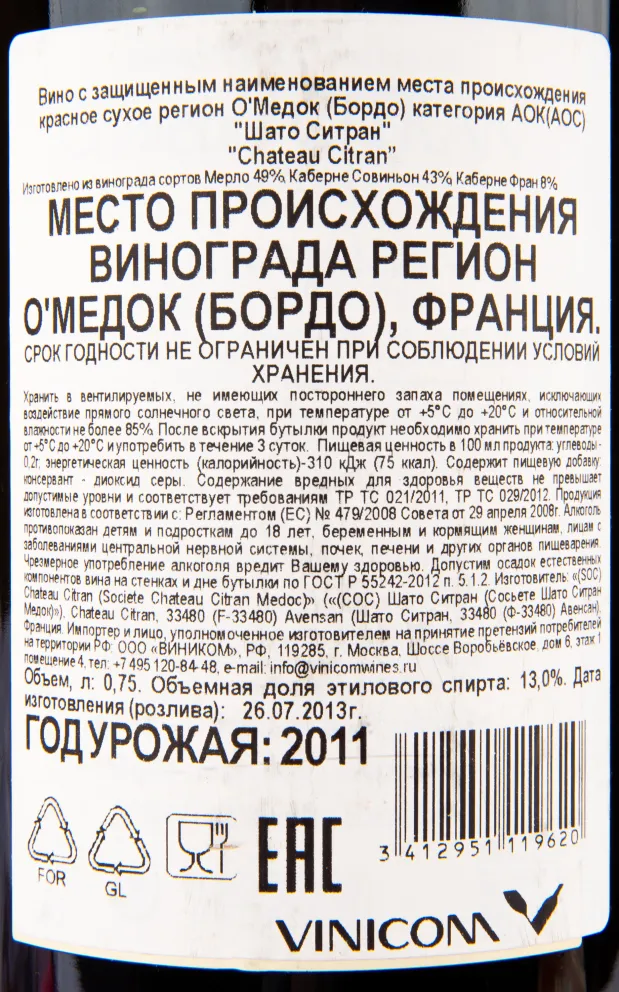 Вино с защищенным наименованием места происхождения
красное сухое регион О'Медок (Бордо) категория АОК(АОС)
"Шато Ситран"
"Chateau Citran"
Изготовлено из винограда сортов Мерло 49%, Каберне Совиньон 43%, Каберне Фран 8%
МЕСТО ПРОИСХОЖДЕНИЯ
ВИНОГРАДА РЕГИОН
О'МЕДОК (БОРДО), ФРАНЦИЯ.
СРОК ГОДНОСТИ НЕ ОГРАНИЧЕН ПРИ СОБЛЮДЕНИИ УСЛОВИЙ
ХРАНЕНИЯ.
Хранить в вентилируемых, не имеющих постороннего запаха помещениях, исключающих
воздействие прямого солнечного света, при температуре от +5°С до +20°С и относительной
влажности не более 85%. После вскрытия бутылки продукт необходимо хранить при температуре
от +5°С до +20°С и употребить в течение 3 суток. Пищевая ценность в 100 мл продукта: углеводы-
0,2г; энергетическая ценность (калорийность)-310 кДж (75 ккал). Содержит пищевую добавку:
консервант - диоксид серы. Содержание вредных для здоровья веществ не превышает
допустимые уровни и соответствует требованиям ТР ТС 021/2011, ТР ТС 029/2012. Продукция
изготовлена в соответствии с: Регламентом (ЕС) № 479/2008 Совета от 29 апреля 2008г. Алкоголь
противопоказан детям и подросткам до 18 лет, беременным и кормящим женщинам, лицам с
заболеваниями центральной нервной системы, почек, печени и других органов пищеварения.
Чрезмерное употребление алкоголя вредит Вашему здоровью. Допустим осадок естественных
компонентов вина на стенках и дне бутылки по ГОСТ Р 55242-2012 п. 5.1.2. Изготовитель: «(SOC)
Chateau Citran (Societe Chateau Citran Medoc)» («(СОС) Шато Ситран (Сосьете Шато Ситран
Медок)»). Chateau Citran, 33480 (F-33480) Avensan (Шато Ситран, 33480 (Ф-33480) Авенсан),
Франция. Импортер и лицо, уполномоченное изготовителем на принятие претензий потребителей
на территории РФ: ООО «ВИНИКОМ», РФ, 119285, г. Москва, Шоссе Воробьёвское, дом 6, этаж 1
помещение 4, тел: +7 495 120-84-48, e-mail: info@vinicomwines.ru
Объем, л: 0,75. Объемная доля этилового спирта: 13,0%. Дата
изготовления (розлива): 26.07.2013г.
ГОД УРОЖАЯ: 2011
FOR
GL
EAC
3 412951 119620
VINICOM